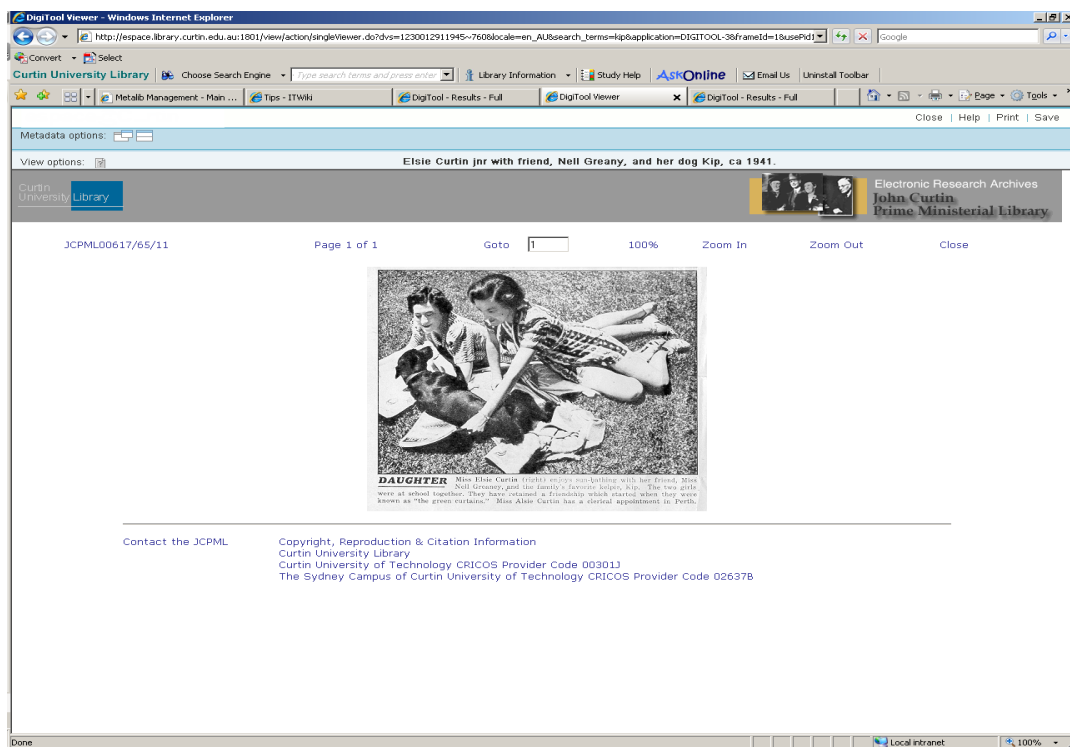 DigiTool Viewer - Windows Internet Explorer
http://espace.library.curtin.edu.au:1801/view/action/singleViewer.do?dvs=1230012911945~760&locale=en_AU&search_terms=kip&application=DIGITOOL-3&frameId=1&usePid1 Google
Convert Select
Curtin University Library Choose Search Engine Type search terms and press enter Library Information Study Help AskOnline Email Us Uninstall Toolbar
Metalib Management - Main ... Tips - ITWiki DigiTool - Results - Full DigiTool Viewer DigiTool - Results - Full Page Tools
Close | Help | Print | Save
Metadata options:
View options: Elsie Curtin jnr with friend, Nell Greany, and her dog Kip, ca 1941.
Curtin
University Library
Electronic Research Archives
John Curtin
Prime Ministerial Library
JCPML00617/65/11 Page 1 of 1 Goto 1 100% Zoom In Zoom Out Close
DAUGHTER Miss Elsie Curtin (right) enjoys sun-bathing with her friend, Miss
Nell Greaney, and the family's favorite kelpie, Kip. The two girls
were at school together. They have retained a friendship which started when they were
known as "the green curtains." Miss Alsie Curtin has a clerical appointment in Perth.
Contact the JCPML Copyright, Reproduction & Citation Information
Curtin University Library
Curtin University of Technology CRICOS Provider Code 00301J
The Sydney Campus of Curtin University of Technology CRICOS Provider Code 02637B
Done Local intranet 100%